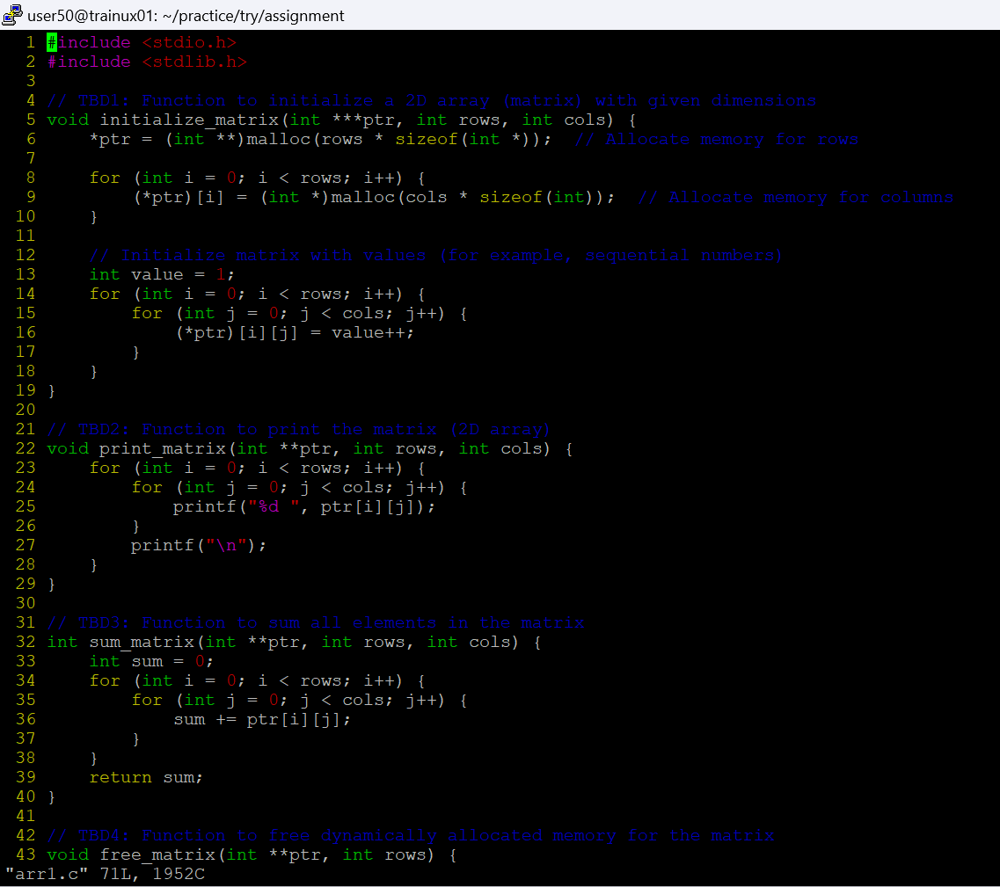 user50@trainux01: ~/practice/try/assignment
1 #include <stdio.h>
2 #include <stdlib.h>
3
4 // TBD1: Function to initialize a 2D array (matrix) with given dimensions
5 void initialize_matrix(int ***ptr, int rows, int cols) {
6     *ptr = (int **)malloc(rows * sizeof(int *));  // Allocate memory for rows
7
8     for (int i = 0; i < rows; i++) {
9         (*ptr)[i] = (int *)malloc(cols * sizeof(int));  // Allocate memory for columns
10     }
11
12     // Initialize matrix with values (for example, sequential numbers)
13     int value = 1;
14     for (int i = 0; i < rows; i++) {
15         for (int j = 0; j < cols; j++) {
16             (*ptr)[i][j] = value++;
17         }
18     }
19 }
20
21 // TBD2: Function to print the matrix (2D array)
22 void print_matrix(int **ptr, int rows, int cols) {
23     for (int i = 0; i < rows; i++) {
24         for (int j = 0; j < cols; j++) {
25             printf("%d ", ptr[i][j]);
26         }
27         printf("\n");
28     }
29 }
30
31 // TBD3: Function to sum all elements in the matrix
32 int sum_matrix(int **ptr, int rows, int cols) {
33     int sum = 0;
34     for (int i = 0; i < rows; i++) {
35         for (int j = 0; j < cols; j++) {
36             sum += ptr[i][j];
37         }
38     }
39     return sum;
40 }
41
42 // TBD4: Function to free dynamically allocated memory for the matrix
43 void free_matrix(int **ptr, int rows) {
"arr1.c" 71L, 1952C